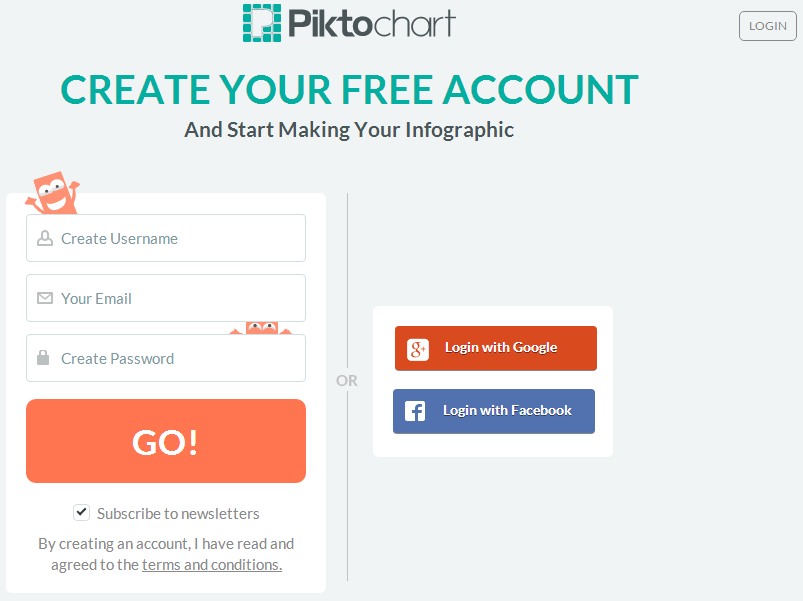 Piktochart
LOGIN
CREATE YOUR FREE ACCOUNT
And Start Making Your Infographic
Create Username
Your Email
Create Password
GO!
Subscribe to newsletters
By creating an account, I have read and
agreed to the terms and conditions.
OR
g+
Login with Google
f
Login with Facebook